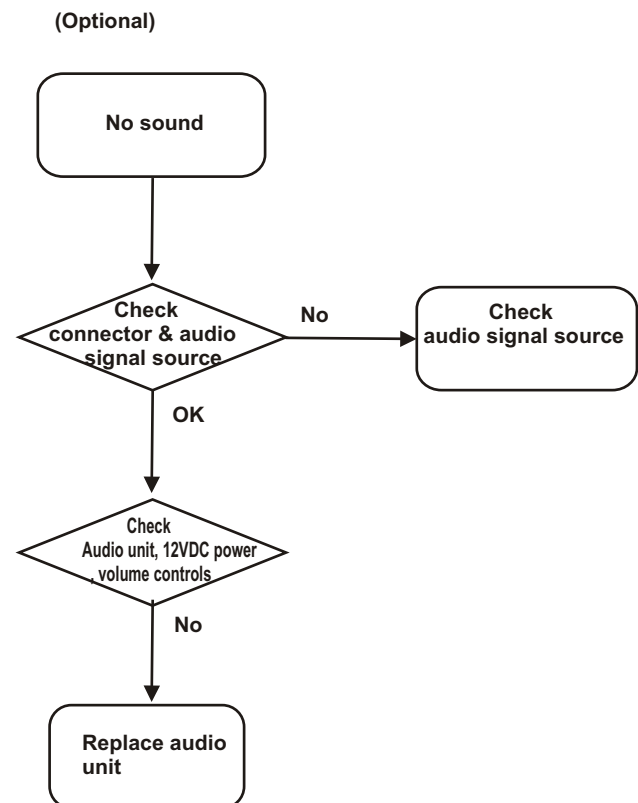 (Optional)
No sound
Check
connector & audio
signal source
No
Check
audio signal source
OK
Check
Audio unit, 12VDC power
, volume controls
No
Replace audio
unit